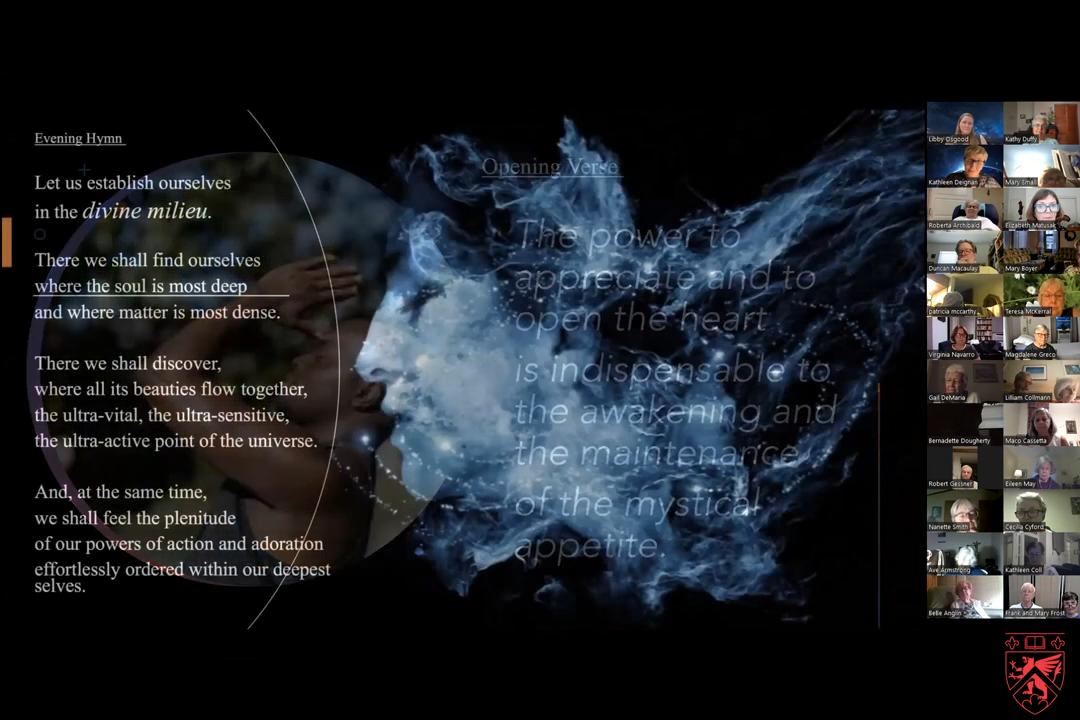 Evening Hymn
Let us establish ourselves
in the divine milieu.
There we shall find ourselves
where the soul is most deep
and where matter is most dense.
There we shall discover,
where all its beauties flow together,
the ultra-vital, the ultra-sensitive,
the ultra-active point of the universe.
And, at the same time,
we shall feel the plenitude
of our powers of action and adoration
effortlessly ordered within our deepest
selves.
Opening Verse
The power to
appreciate and to
open the heart
is indispensable to
the awakening and
the maintenance
of the mystical
appetite.
Libby Osgood
Kathy Duffy
Kathleen Deignan
Mary Small
Roberta Archibald
Elizabeth Matusak
Duncan Macaulay
Mary Boyer
patricia mccarthy
Teresa McKerral
Virginia Navarro
Magdalene Greco
Gail DeMaria
Lilliam Collmann
Bernadette Dougherty
Maco Cassetta
Robert Gessner
Eileen May
Nanette Smith
Cecilia Cyford
Ave Armstrong
Kathleen Coll
Belle Anglin
Frank and Mary Frost